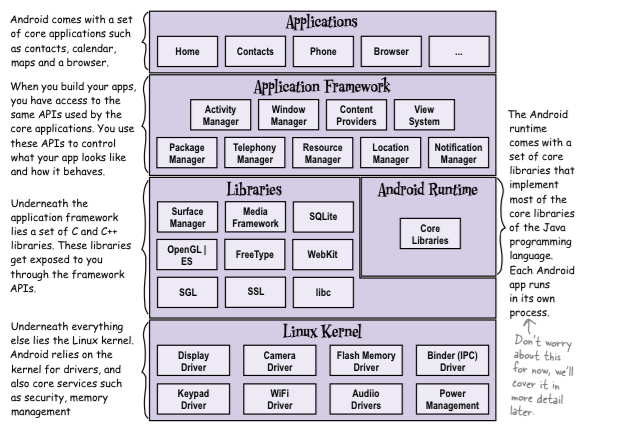 Android comes with a set
of core applications such
as contacts, calendar,
maps and a browser.
Applications
Home
Contacts
Phone
Browser
...
When you build your apps,
you have access to the
same APIs used by the
core applications. You use
these APIs to control
what your app looks like
and how it behaves.
Application Framework
Activity
Manager
Window
Manager
Content
Providers
View
System
Package
Manager
Telephony
Manager
Resource
Manager
Location
Manager
Notification
Manager
Underneath the
application framework
lies a set of C and C++
libraries. These libraries
get exposed to you
through the framework
APIs.
Libraries
Surface
Manager
Media
Framework
SQLite
OpenGL |
ES
FreeType
WebKit
SGL
SSL
libc
Android Runtime
Core
Libraries
The Android
runtime
comes with a
set of core
libraries that
implement
most of the
core libraries
of the Java
programming
language.
Each Android
app runs
in its own
process.
Don't worry
about this
for now, we'll
cover it in
more detail
later.
Underneath everything
else lies the Linux kernel.
Android relies on the
kernel for drivers, and
also core services such
as security, memory
management
Linux Kernel
Display
Driver
Camera
Driver
Flash Memory
Driver
Binder (IPC)
Driver
Keypad
Driver
WiFi
Driver
Audiio
Drivers
Power
Management